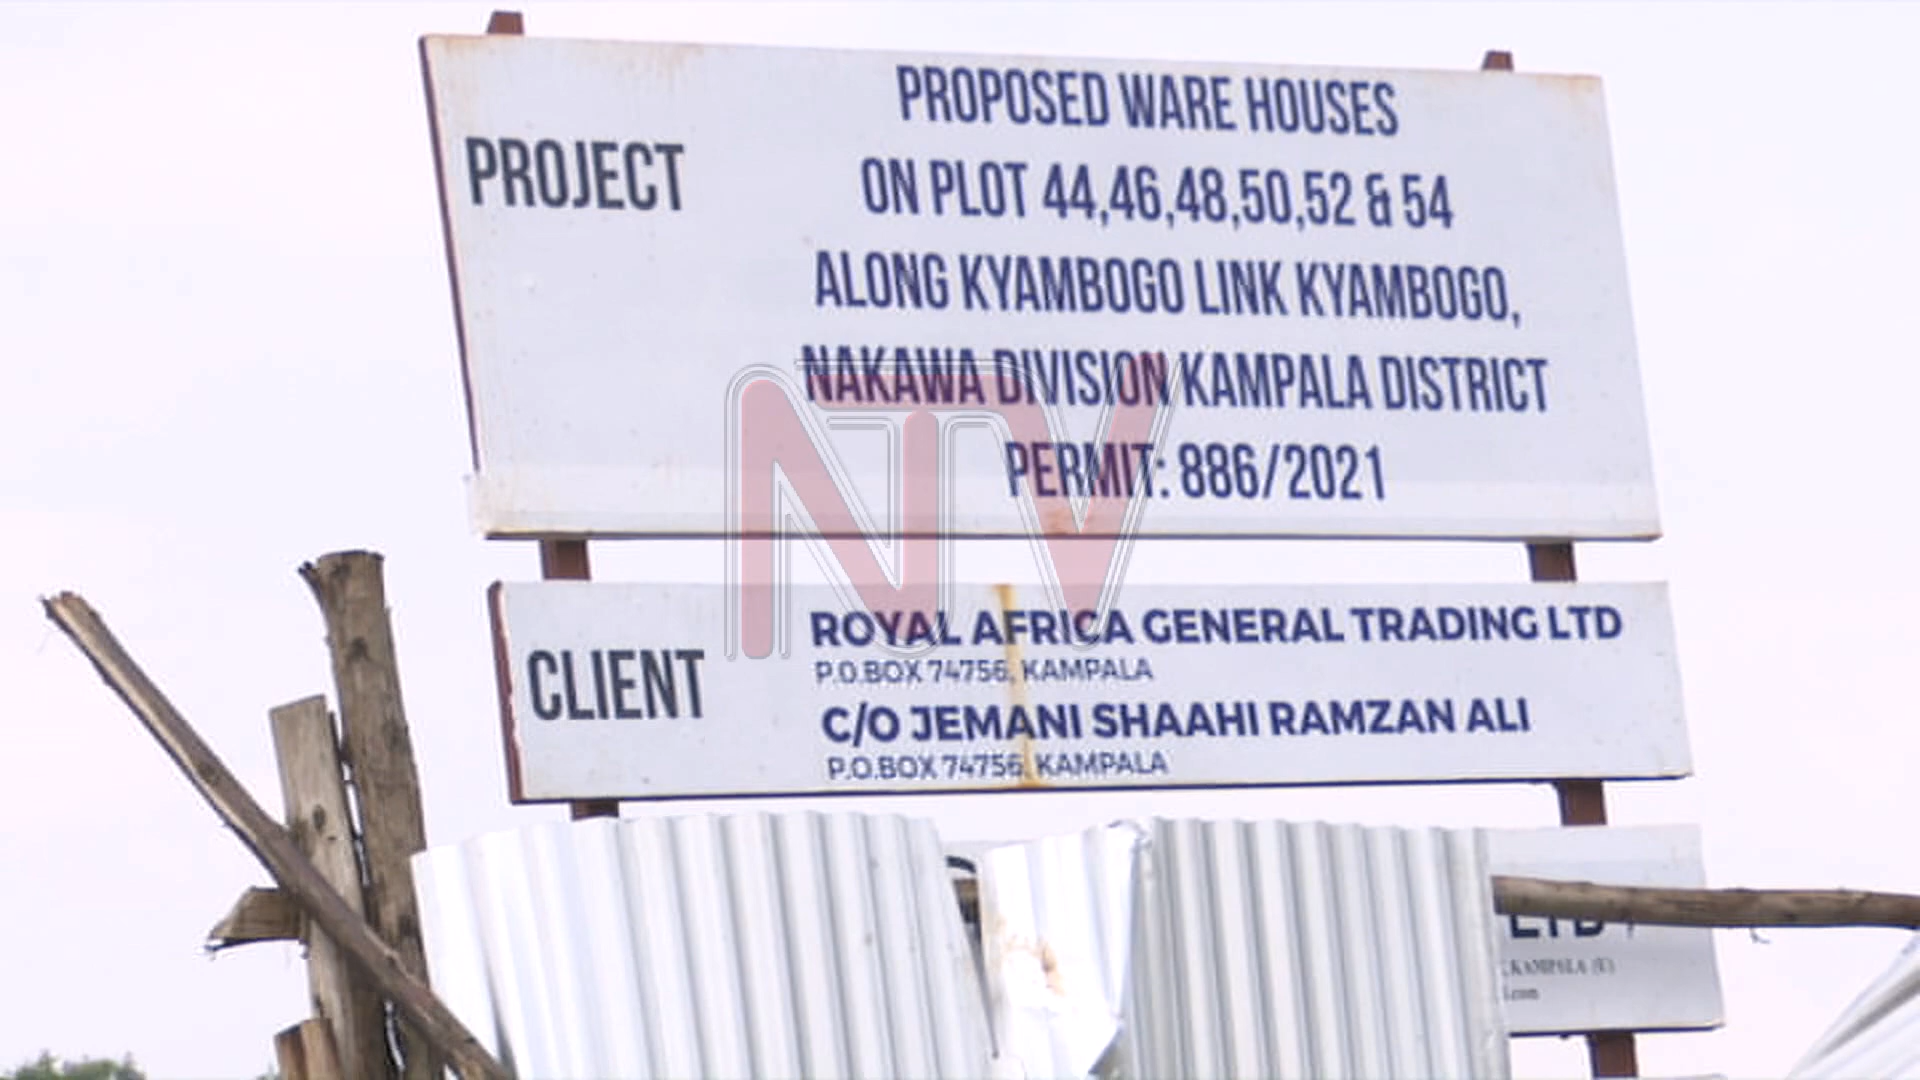 PROJECT
PROPOSED WARE HOUSES
ON PLOT 44,46,48,50,52 & 54
ALONG KYAMBOGO LINK KYAMBOGO,
NAKAWA DIVISION KAMPALA DISTRICT
PERMIT: 886/2021
NTV
CLIENT
ROYAL AFRICA GENERAL TRADING LTD
P.O.BOX 74756, KAMPALA
C/O JEMANI SHAAHI RAMZAN ALI
P.O.BOX 74756, KAMPALA
LTD
,KAMPALA (U)
.com